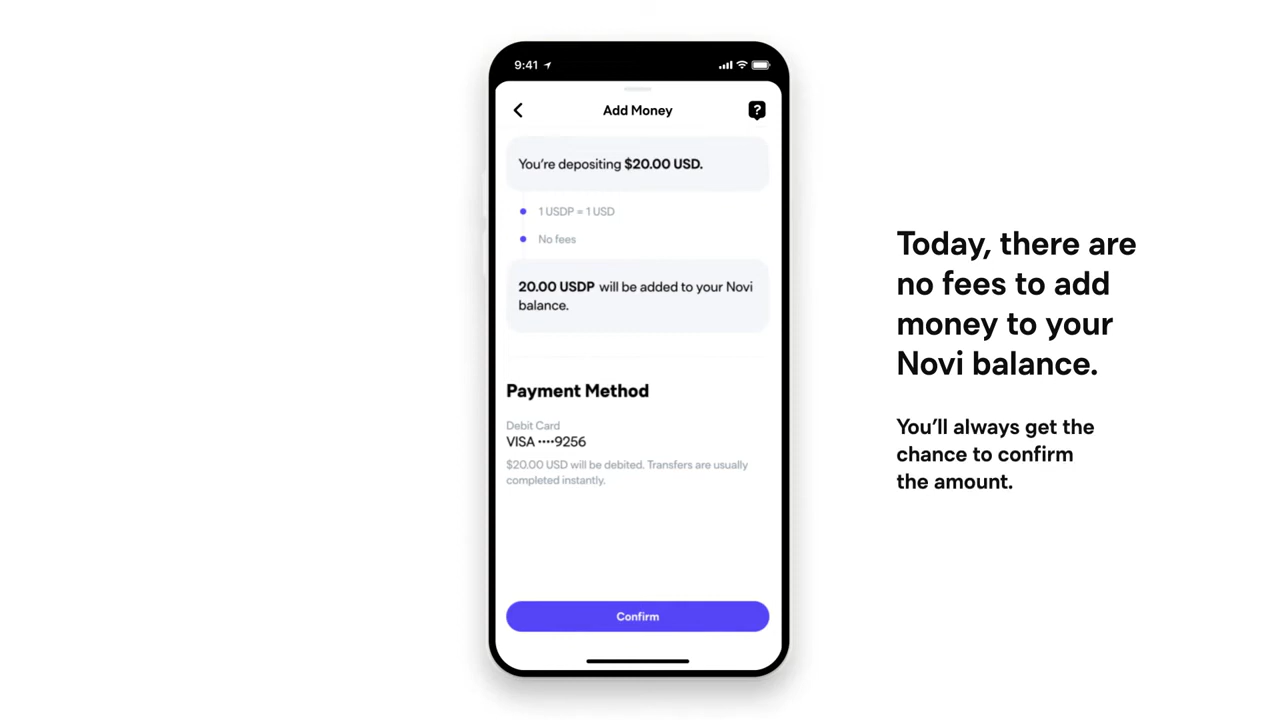 9:41
Add Money
?
You're depositing $20.00 USD.
1 USDP = 1 USD
No fees
20.00 USDP will be added to your Novi
balance.
Payment Method
Debit Card
VISA ••••9256
$20.00 USD will be debited. Transfers are usually
completed instantly.
Confirm
Today, there are
no fees to add
money to your
Novi balance.
You'll always get the
chance to confirm
the amount.